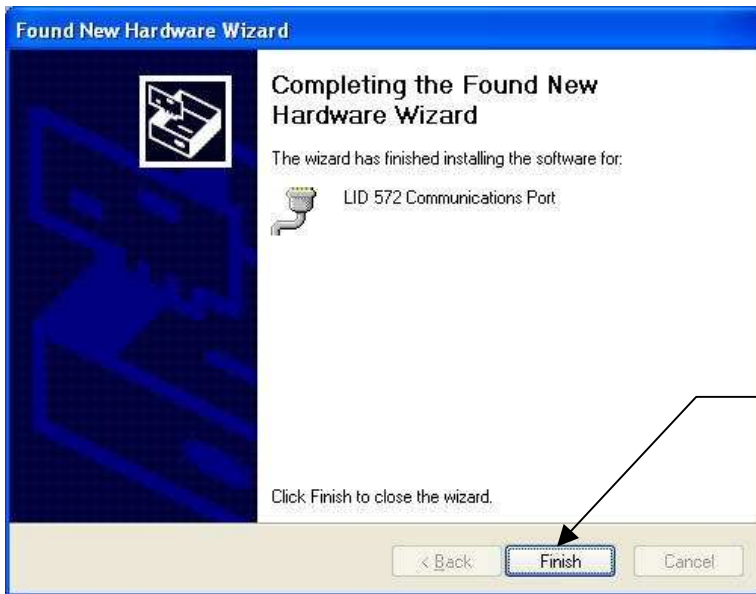 Found New Hardware Wizard
Completing the Found New
Hardware Wizard
The wizard has finished installing the software for:
LID 572 Communications Port
Click Finish to close the wizard.
< Back
Finish
Cancel